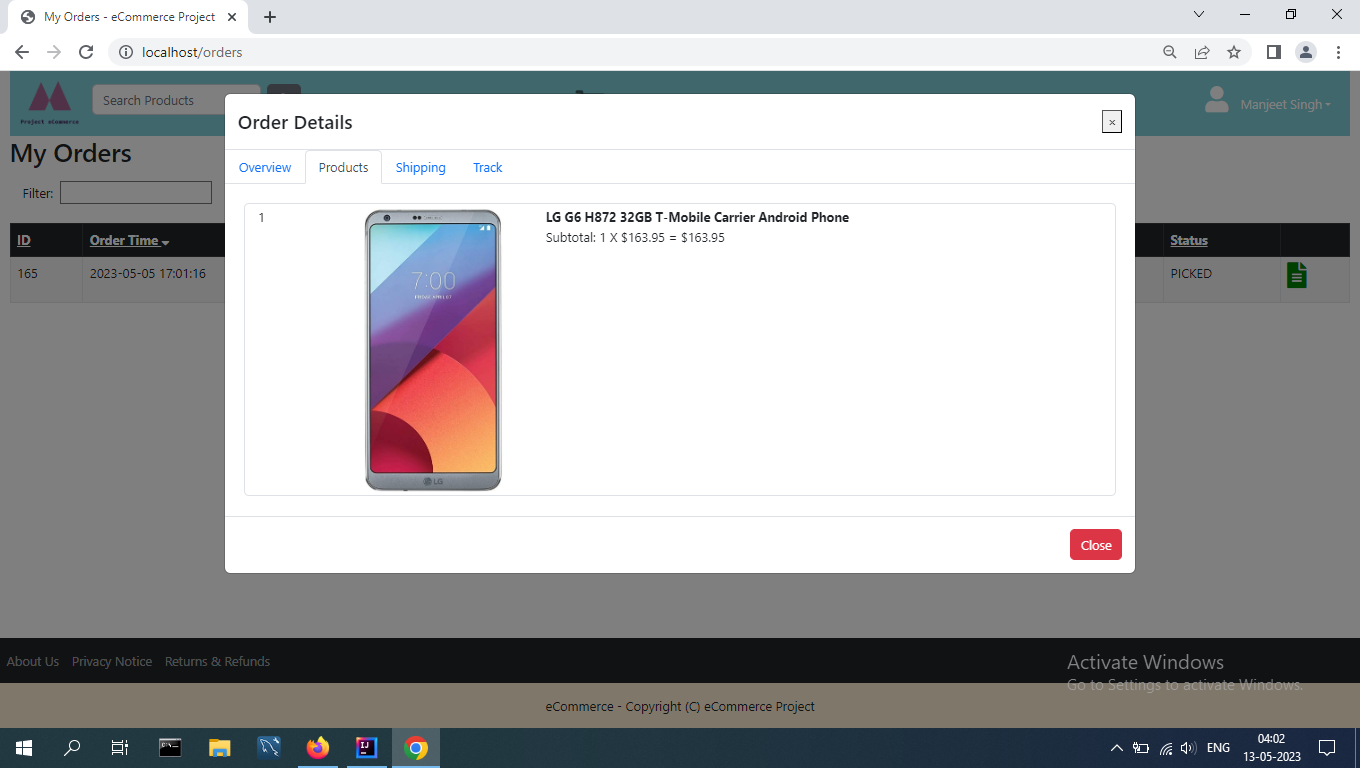 My Orders - eCommerce Project
localhost/orders
Project eCommerce
Search Products
Manjeet Singh
My Orders
Filter:
ID
Order Time
Status
165
2023-05-05 17:01:16
PICKED
Order Details
×
Overview
Products
Shipping
Track
1
LG G6 H872 32GB T-Mobile Carrier Android Phone
Subtotal: 1 X $163.95 = $163.95
7:00
LG
Close
About Us Privacy Notice Returns & Refunds
Activate Windows
Go to Settings to activate Windows.
eCommerce - Copyright (C) eCommerce Project
IJ
ENG
04:02
13-05-2023